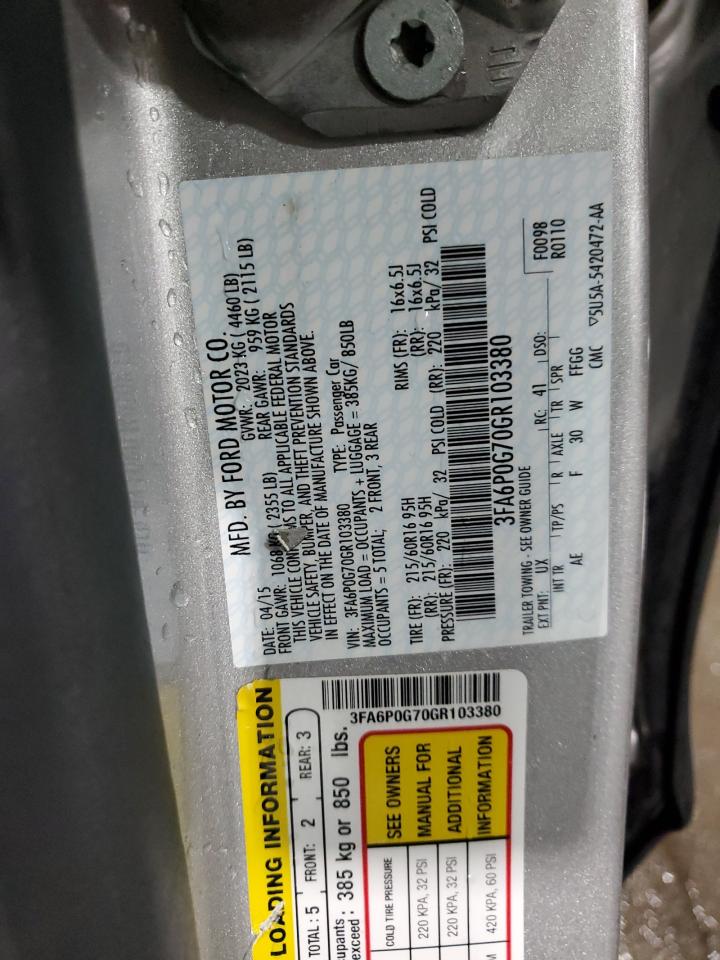 MFD. BY FORD MOTOR CO.
DATE: 04/15 GVWR: 2023 KG ( 4460 LB)
FRONT GAWR: 1068 KG ( 2355 LB) REAR GAWR: 959 KG ( 2115 LB)
THIS VEHICLE CONFORMS TO ALL APPLICABLE FEDERAL MOTOR
VEHICLE SAFETY, BUMPER, AND THEFT PREVENTION STANDARDS
IN EFFECT ON THE DATE OF MANUFACTURE SHOWN ABOVE.
VIN: 3FA6P0G70GR103380 TYPE: Passenger Car
MAXIMUM LOAD = OCCUPANTS + LUGGAGE = 385KG/ 850LB
OCCUPANTS = 5 TOTAL: 2 FRONT, 3 REAR
TIRE (FR): 215/60R16 95H RIMS (FR): 16x6.5J
(RR): 215/60R16 95H (RR): 16x6.5J
PRESSURE (FR): 220 kPa/ 32 PSI COLD (RR): 220 kPa/ 32 PSI COLD
3FA6P0G70GR103380
TRAILER TOWING - SEE OWNER GUIDE
F0098
R0110
EXT PNT: UX RC: 41 DSO:
INT TR TP/PS R AXLE TR SPR
AE F 30 W FFGG
CMC ▽5U5A-5420472-AA
LOADING INFORMATION
TOTAL: 5 FRONT: 2 REAR: 3
upants
exceed: 385 kg or 850 lbs.
3FA6P0G70GR103380
COLD TIRE PRESSURE
220 KPA, 32 PSI
220 KPA, 32 PSI
420 KPA, 60 PSI
M
SEE OWNERS
MANUAL FOR
ADDITIONAL
INFORMATION